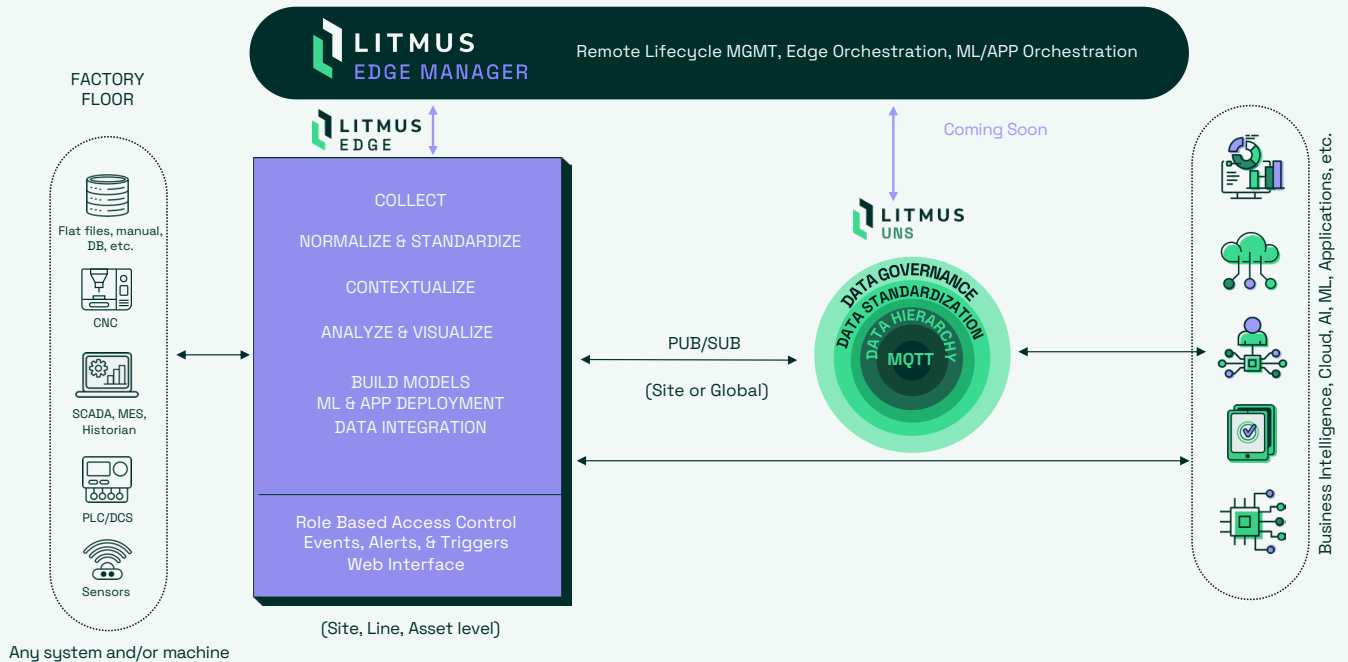 LITMUS
EDGE MANAGER
Remote Lifecycle MGMT, Edge Orchestration, ML/APP Orchestration
FACTORY
FLOOR
LITMUS
EDGE
Coming Soon
Flat files, manual,
DB, etc.
CNC
SCADA, MES,
Historian
PLC/DCS
Sensors
Any system and/or machine
COLLECT
NORMALIZE & STANDARDIZE
CONTEXTUALIZE
ANALYZE & VISUALIZE
BUILD MODELS
ML & APP DEPLOYMENT
DATA INTEGRATION
Role Based Access Control
Events, Alerts, & Triggers
Web Interface
(Site, Line, Asset level)
PUB/SUB
(Site or Global)
LITMUS
UNS
DATA GOVERNANCE
DATA STANDARDIZATION
DATA HIERARCHY
MQTT
Business Intelligence, Cloud, AI, ML, Applications, etc.